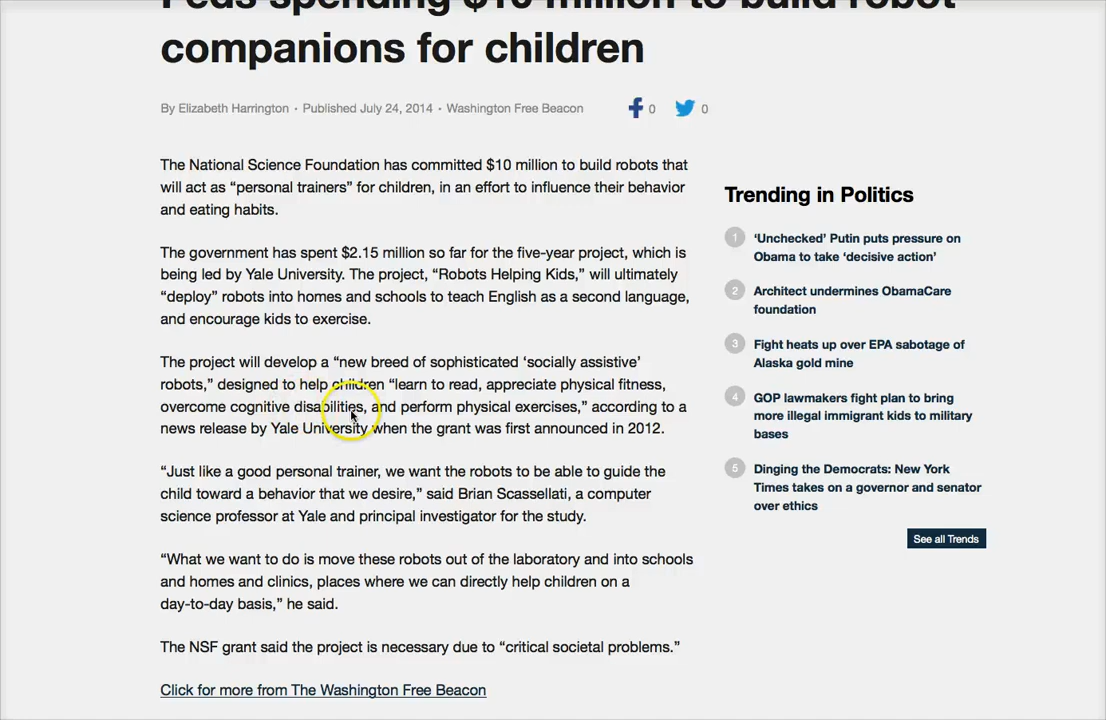 Feds spending $10 million to build robot
companions for children
By Elizabeth Harrington · Published July 24, 2014 · Washington Free Beacon
0
0
The National Science Foundation has committed $10 million to build robots that
will act as “personal trainers” for children, in an effort to influence their behavior
and eating habits.
The government has spent $2.15 million so far for the five-year project, which is
being led by Yale University. The project, “Robots Helping Kids,” will ultimately
“deploy” robots into homes and schools to teach English as a second language,
and encourage kids to exercise.
The project will develop a “new breed of sophisticated ‘socially assistive’
robots,” designed to help children “learn to read, appreciate physical fitness,
overcome cognitive disabilities, and perform physical exercises,” according to a
news release by Yale University when the grant was first announced in 2012.
“Just like a good personal trainer, we want the robots to be able to guide the
child toward a behavior that we desire,” said Brian Scassellati, a computer
science professor at Yale and principal investigator for the study.
“What we want to do is move these robots out of the laboratory and into schools
and homes and clinics, places where we can directly help children on a
day-to-day basis,” he said.
The NSF grant said the project is necessary due to “critical societal problems.”
Click for more from The Washington Free Beacon
Trending in Politics
1 ‘Unchecked’ Putin puts pressure on
Obama to take ‘decisive action’
2 Architect undermines ObamaCare
foundation
3 Fight heats up over EPA sabotage of
Alaska gold mine
4 GOP lawmakers fight plan to bring
more illegal immigrant kids to military
bases
5 Dinging the Democrats: New York
Times takes on a governor and senator
over ethics
See all Trends